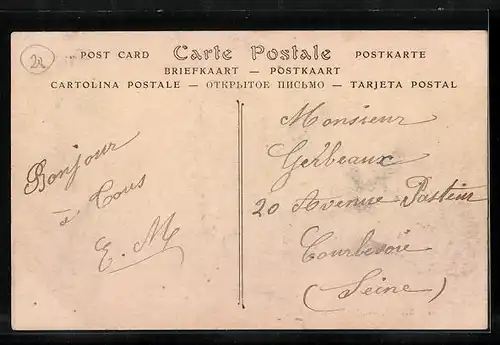 22
POST CARD Carte Postale POSTKARTE
BRIEFKAART — POSTKAART
CARTOLINA POSTALE — ОТКРЫТОЕ ПИСЬМО — TARJETA POSTAL
Bonjour
à Tous
E. M
Monsieur
Gerbeaux
20 Avenue Pasteur
Courbevoie
(Seine)